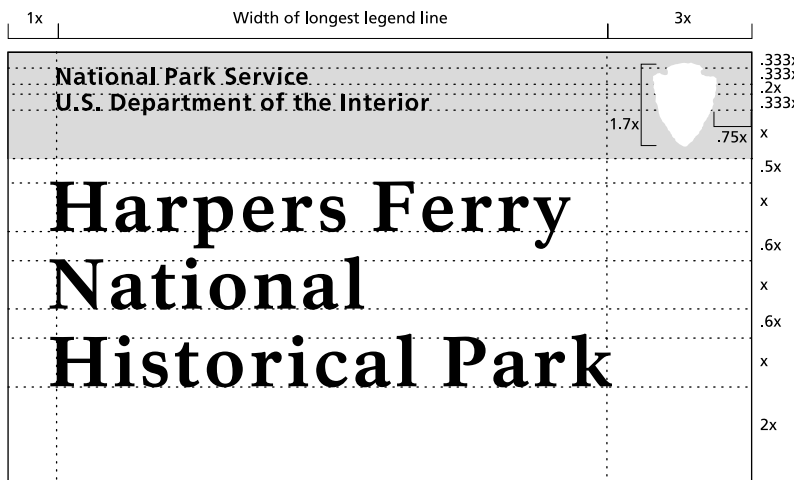 1x Width of longest legend line 3x
National Park Service
U.S. Department of the Interior
.333x
.333x
.2x
.333x
x
1.7x
.75x
.5x
Harpers Ferry
x
.6x
National
x
.6x
Historical Park
x
2x